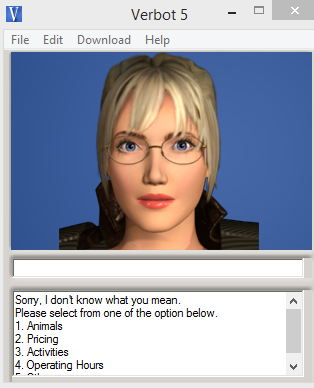 Verbot 5
File Edit Download Help
Sorry, I don't know what you mean.
Please select from one of the option below.
1. Animals
2. Pricing
3. Activities
4. Operating Hours